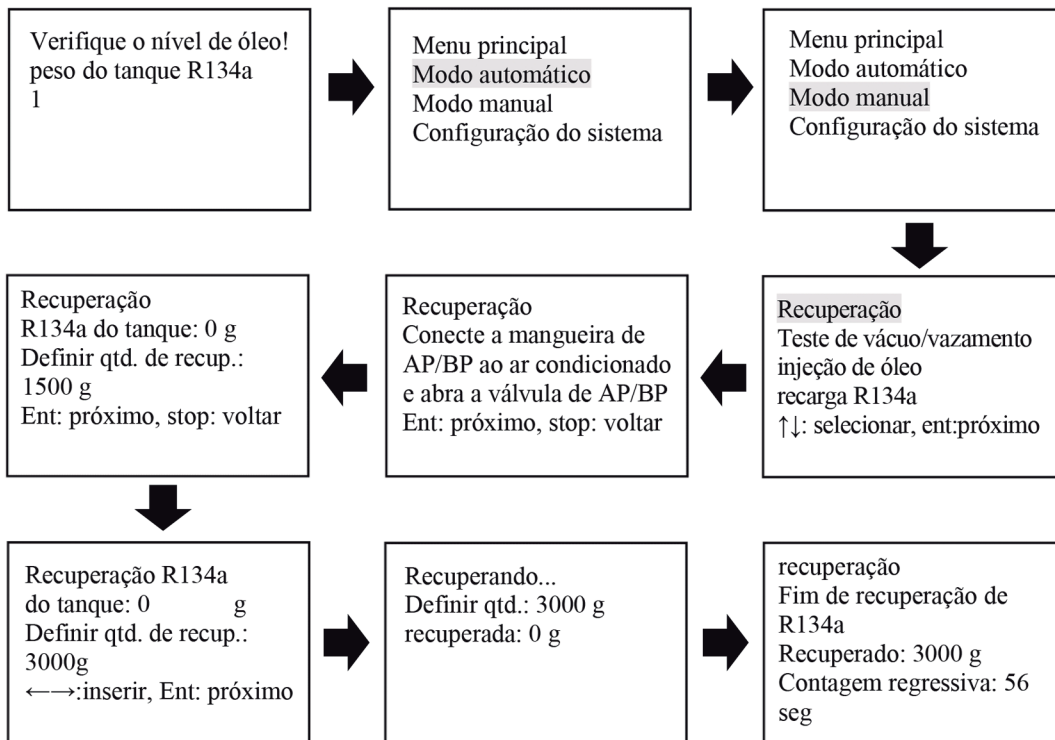 Verifique o nível de óleo!
peso do tanque R134a
1
Menu principal
Modo automático
Modo manual
Configuração do sistema
Menu principal
Modo automático
Modo manual
Configuração do sistema
Recuperação
Teste de vácuo/vazamento
injeção de óleo
recarga R134a
↑↓: selecionar, ent:próximo
Recuperação
Conecte a mangueira de
AP/BP ao ar condicionado
e abra a válvula de AP/BP
Ent: próximo, stop: voltar
Recuperação
R134a do tanque: 0 g
Definir qtd. de recup.:
1500 g
Ent: próximo, stop: voltar
Recuperação R134a
do tanque: 0 g
Definir qtd. de recup.:
3000g
←→:inserir, Ent: próximo
Recuperando...
Definir qtd.: 3000 g
recuperada: 0 g
recuperação
Fim de recuperação de
R134a
Recuperado: 3000 g
Contagem regressiva: 56
seg